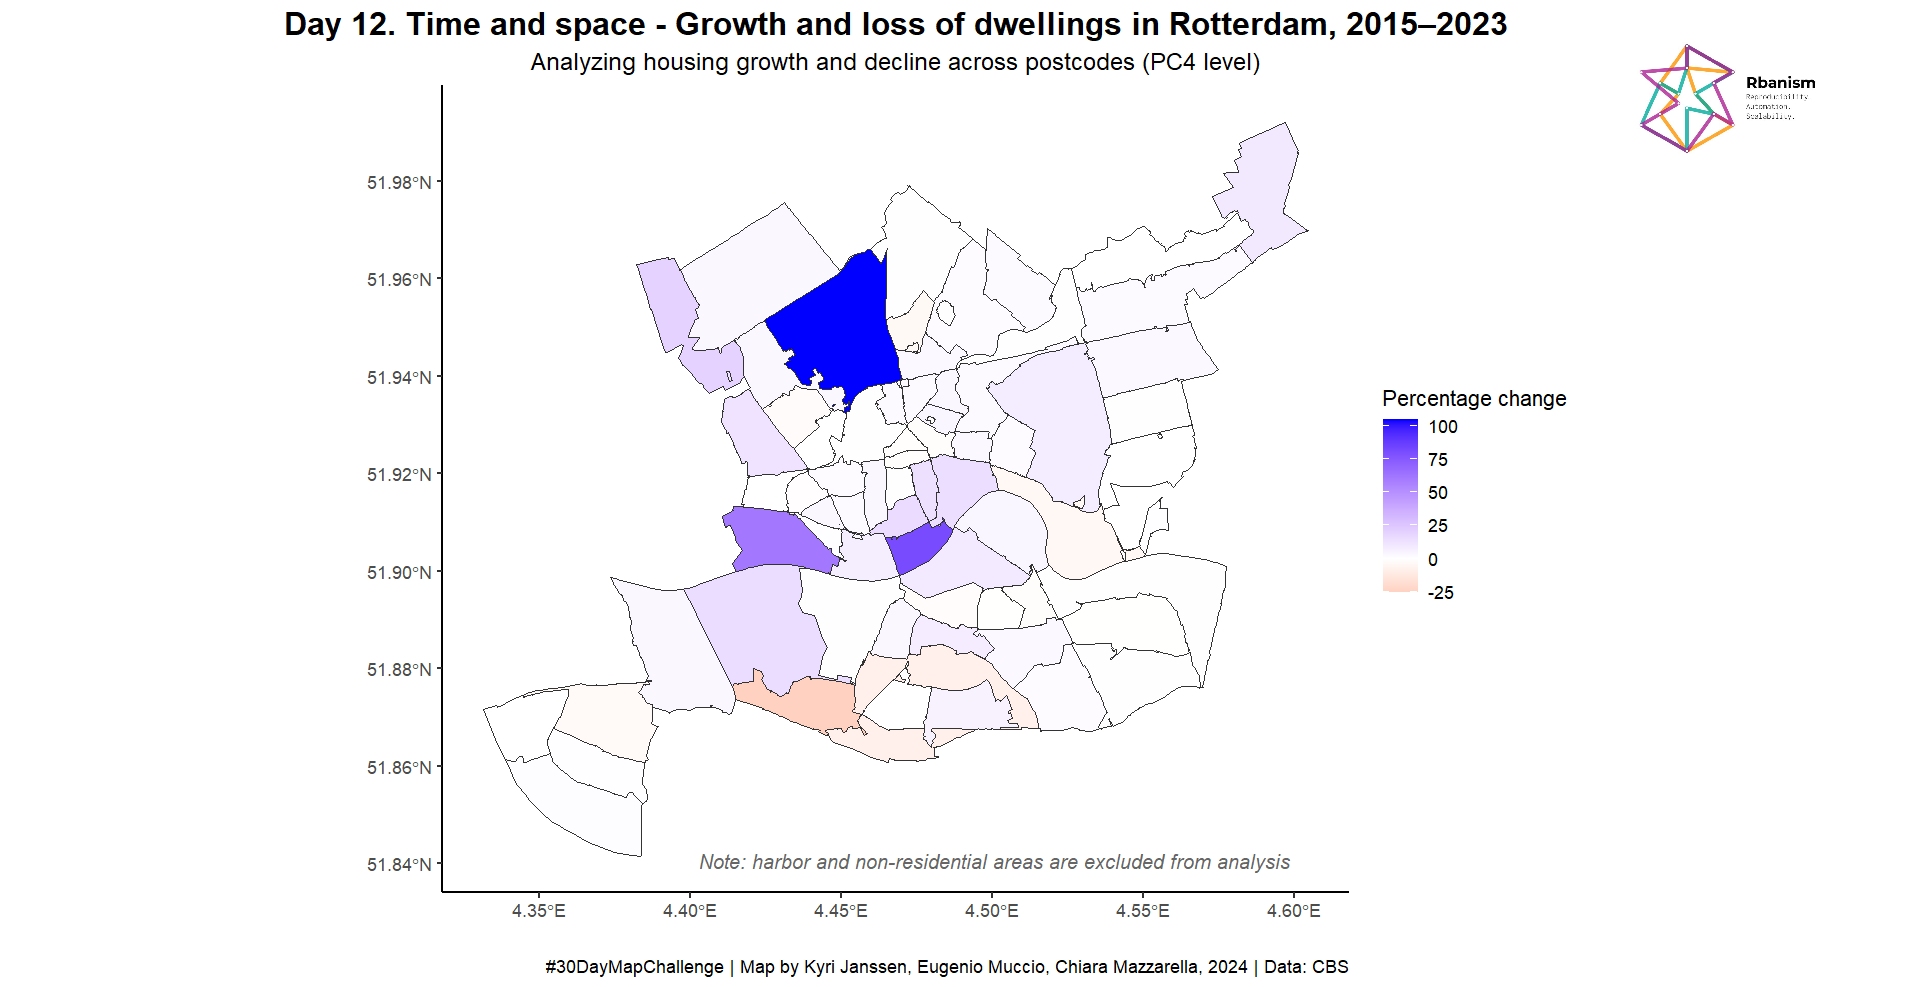 Day 12. Time and space - Growth and loss of dwellings in Rotterdam, 2015–2023
Analyzing housing growth and decline across postcodes (PC4 level)
Rbanism
Reproducibility.
Automation.
Scalability.
51.98°N
51.96°N
51.94°N
51.92°N
51.90°N
51.88°N
51.86°N
51.84°N
Percentage change
100
75
50
25
0
-25
Note: harbor and non-residential areas are excluded from analysis
4.35°E 4.40°E 4.45°E 4.50°E 4.55°E 4.60°E
#30DayMapChallenge | Map by Kyri Janssen, Eugenio Muccio, Chiara Mazzarella, 2024 | Data: CBS